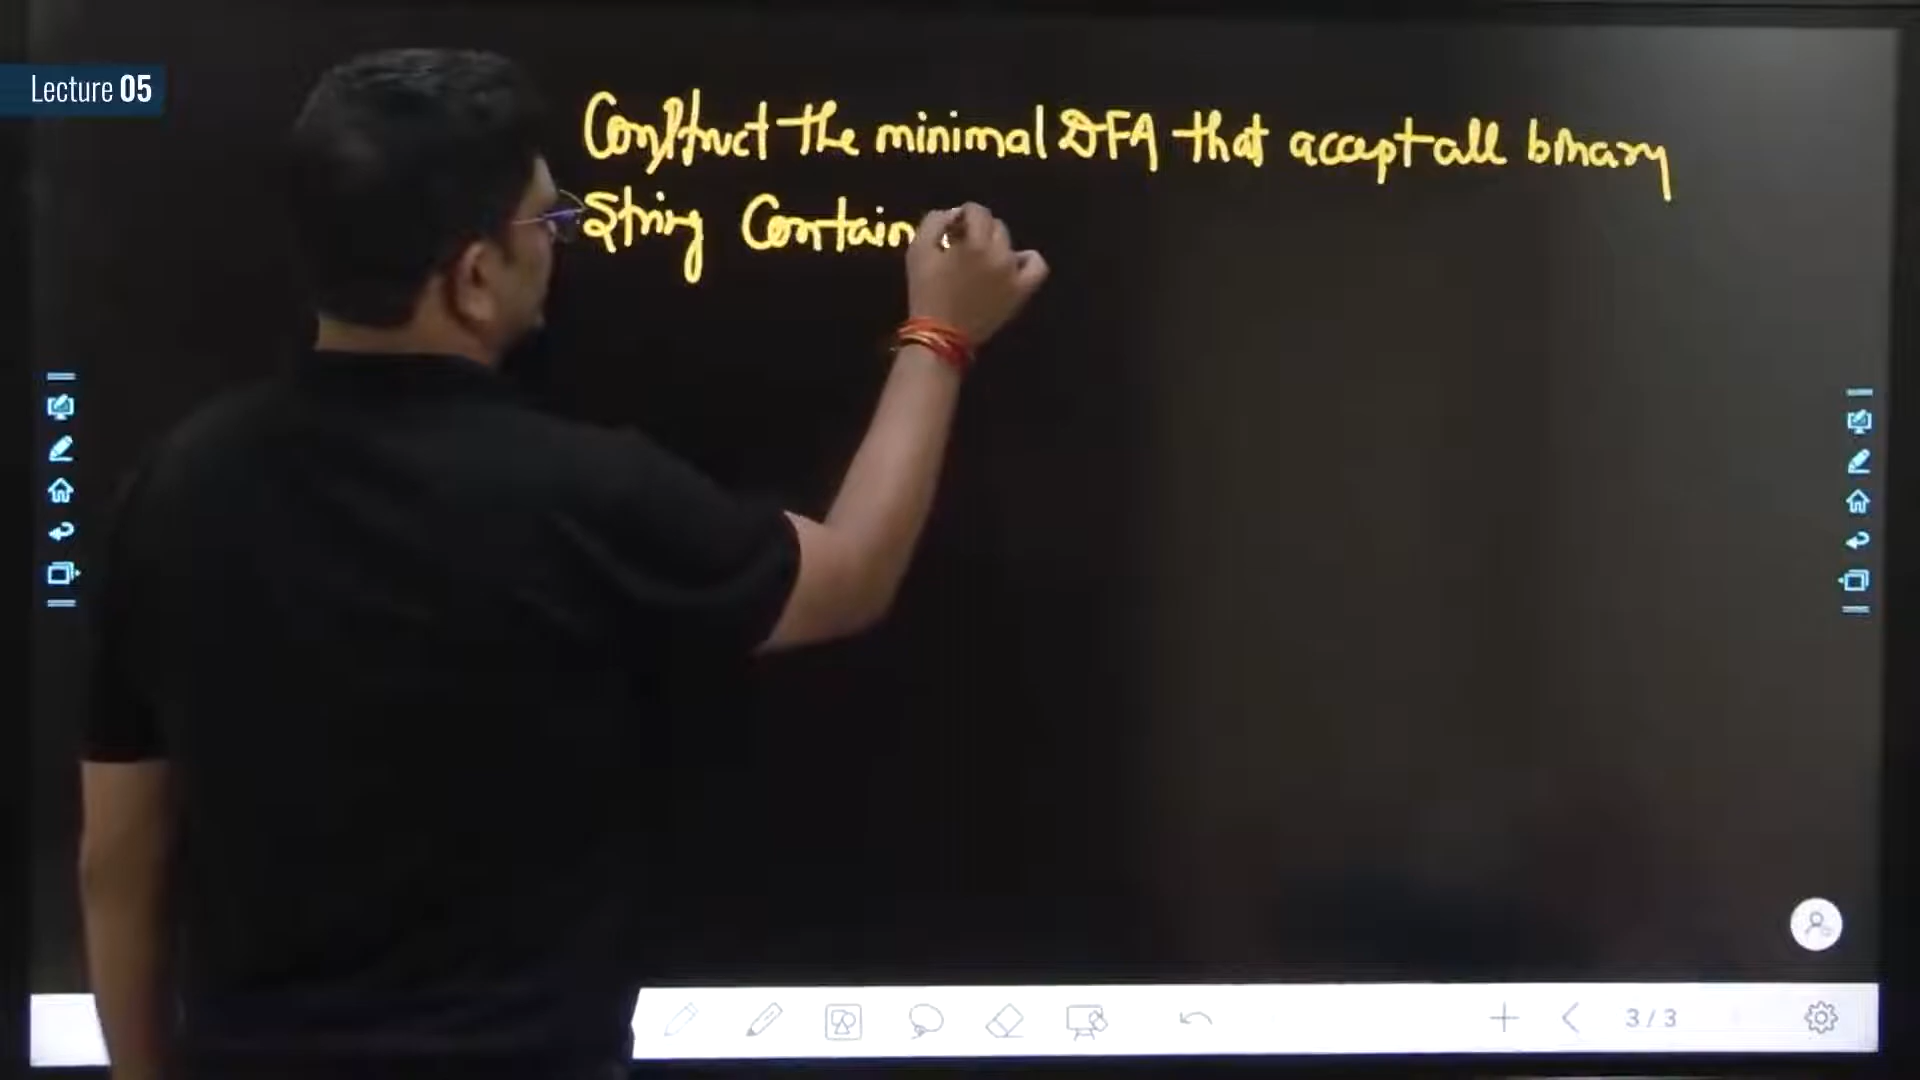 Lecture 05
Construct the minimal DFA that accept all binary
String Contain
3/3